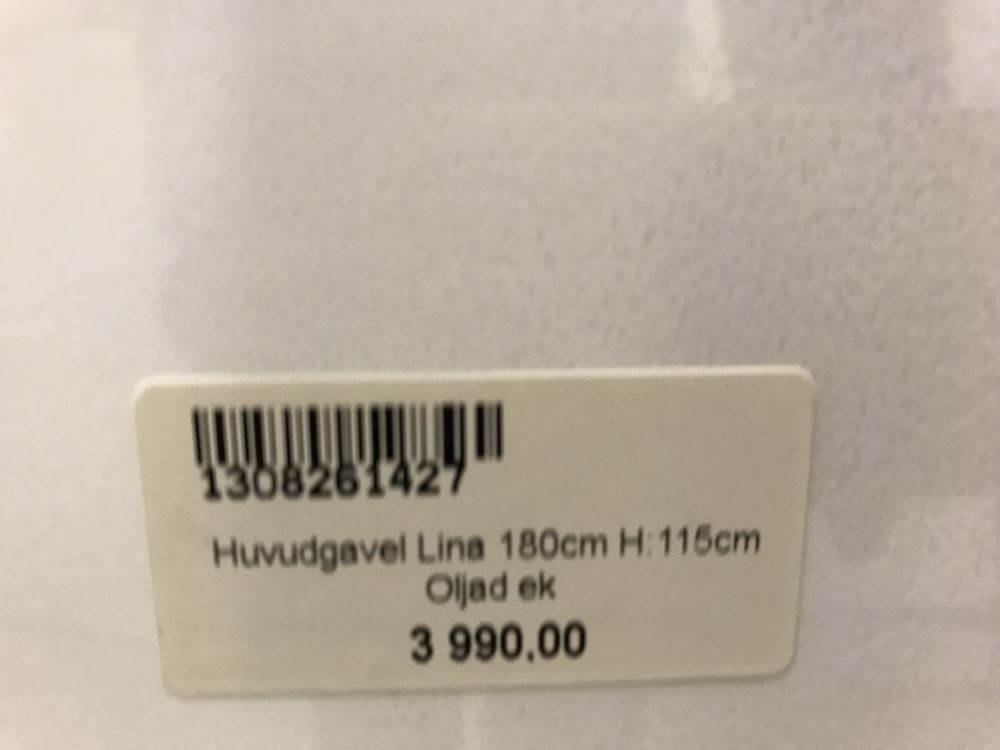 1308261427
Huvudgavel Lina 180cm H:115cm
Oljad ek
3 990,00